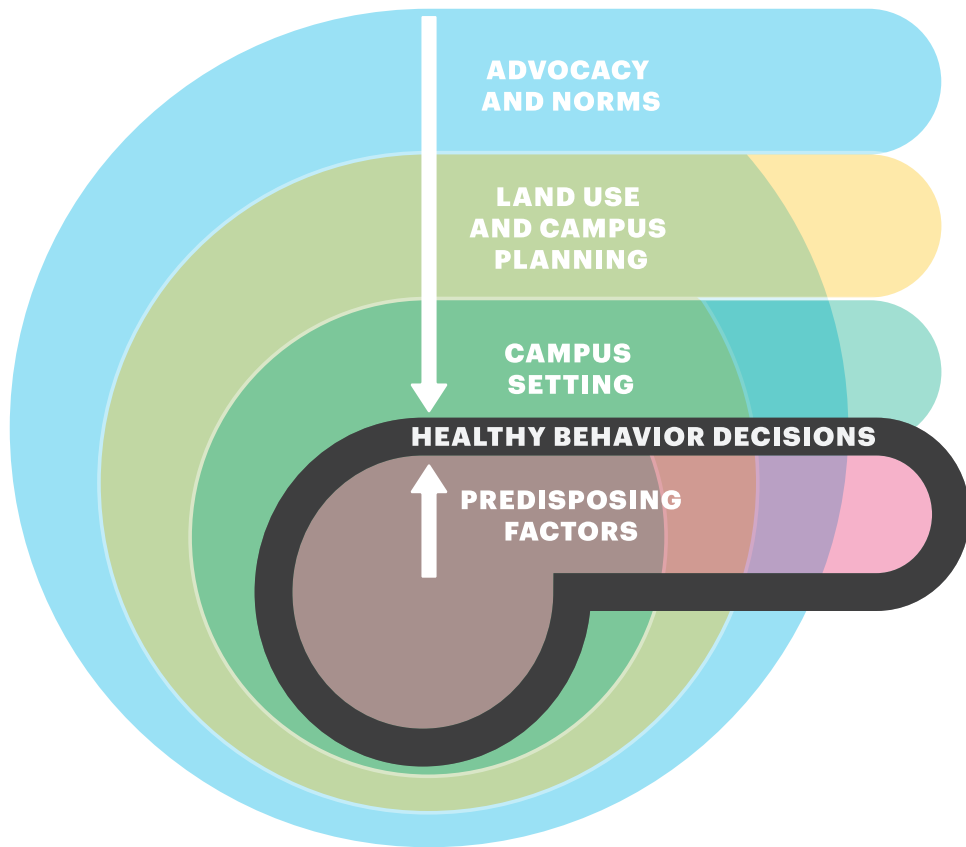 ADVOCACY
AND NORMS
LAND USE
AND CAMPUS
PLANNING
CAMPUS
SETTING
HEALTHY BEHAVIOR DECISIONS
PREDISPOSING
FACTORS